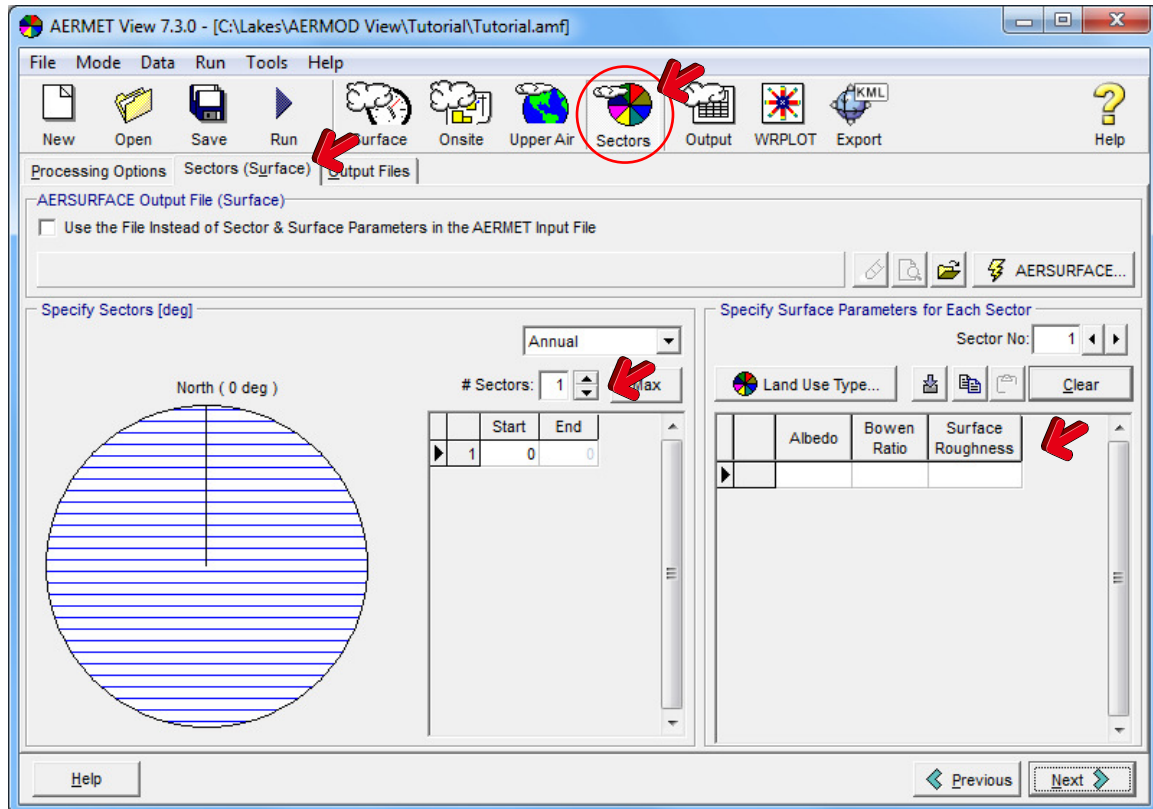 AERMET View 7.3.0 - [C:\Lakes\AERMOD View\Tutorial\Tutorial.amf]
File Mode Data Run Tools Help
KML
New Open Save Run Surface Onsite Upper Air Sectors Output WRPLOT Export Help
Processing Options Sectors (Surface) Output Files
AERSURFACE Output File (Surface)
Use the File Instead of Sector & Surface Parameters in the AERMET Input File
AERSURFACE...
Specify Sectors [deg]
Annual
# Sectors: 1 Max
North ( 0 deg )
Start End
1 0 0
Specify Surface Parameters for Each Sector
Sector No: 1
Land Use Type... Clear
Albedo Bowen Ratio Surface Roughness
Help Previous Next